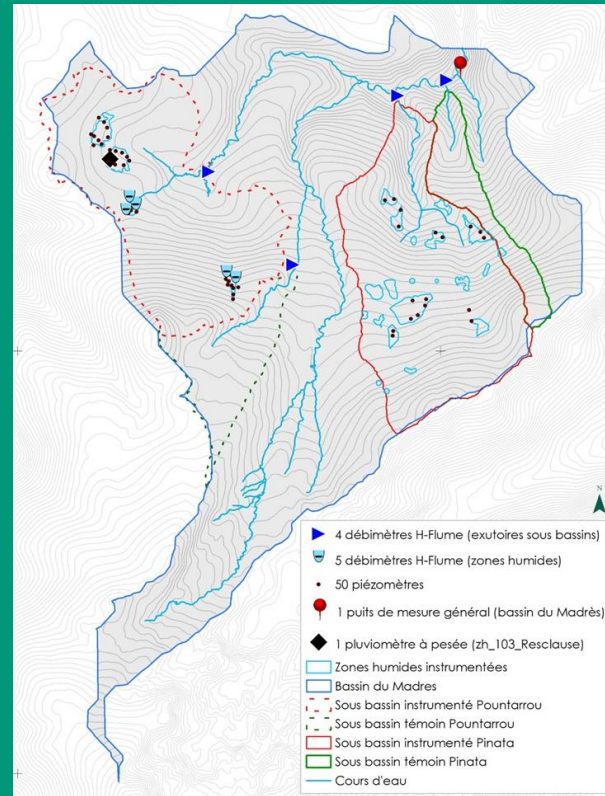 N
4 débimètres H-Flume (exutoires sous bassins)
5 débimètres H-Flume (zones humides)
50 piézomètres
1 puits de mesure général (bassin du Madrès)
1 pluviomètre à pesée (zh_103_Resclause)
Zones humides instrumentées
Bassin du Madres
Sous bassin instrumenté Pountarrou
Sous bassin témoin Pountarrou
Sous bassin instrumenté Pinata
Sous bassin témoin Pinata
Cours d'eau